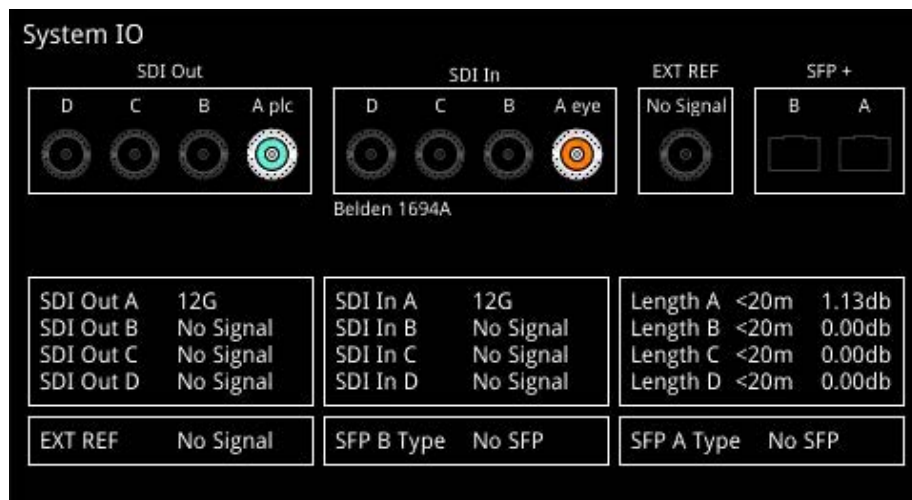 System IO
SDI Out SDI In EXT REF SFP +
D C B A plc D C B A eye No Signal B A
Belden 1694A
SDI Out A 12G
SDI Out B No Signal
SDI Out C No Signal
SDI Out D No Signal
SDI In A 12G
SDI In B No Signal
SDI In C No Signal
SDI In D No Signal
Length A <20m 1.13db
Length B <20m 0.00db
Length C <20m 0.00db
Length D <20m 0.00db
EXT REF No Signal
SFP B Type No SFP
SFP A Type No SFP